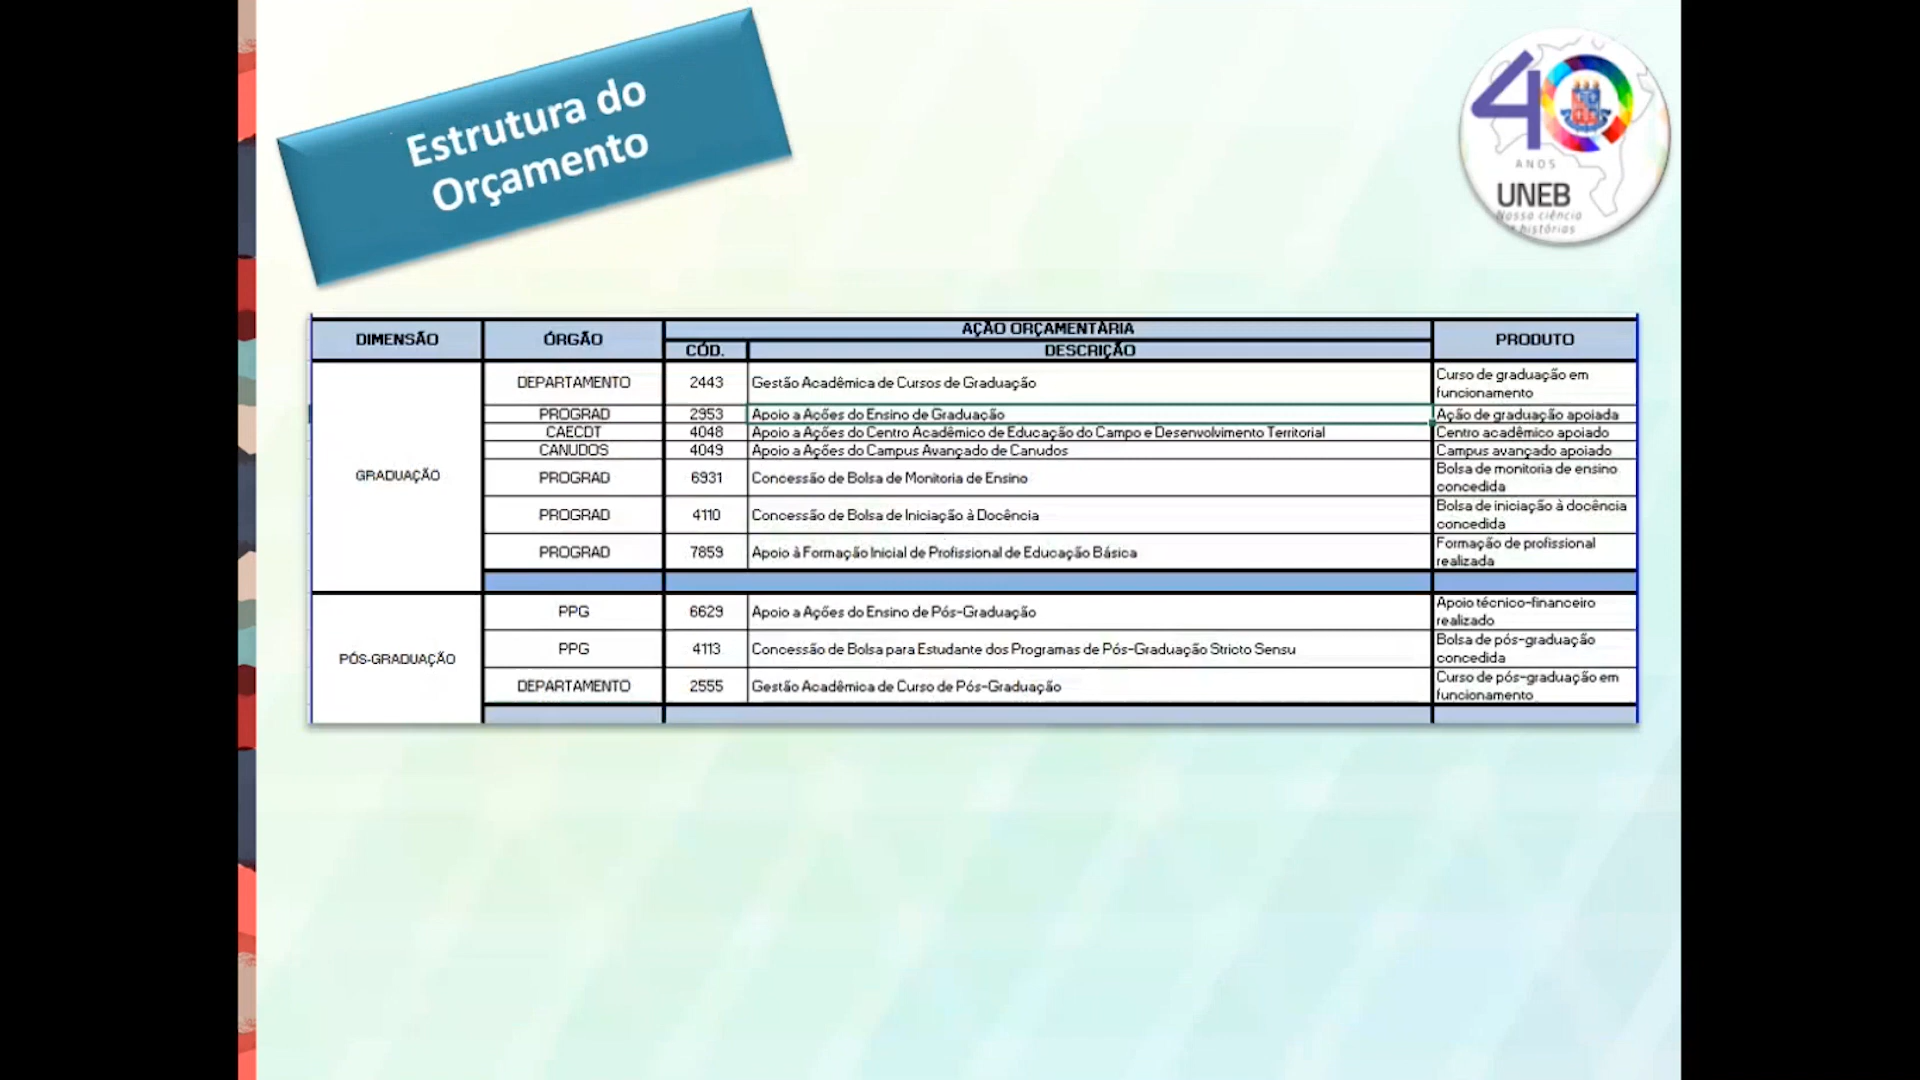 Estrutura do
Orçamento
40
ANOS
UNEB
Nossa ciência
histórias
DIMENSÃO ÓRGÃO AÇÃO ORÇAMENTÁRIA PRODUTO
CÓD. DESCRIÇÃO
GRADUAÇÃO
DEPARTAMENTO 2443 Gestão Acadêmica de Cursos de Graduação Curso de graduação em
funcionamento
PROGRAD 2953 Apoio a Ações do Ensino de Graduação Ação de graduação apoiada
CAECDT 4048 Apoio a Ações do Centro Acadêmico de Educação do Campo e Desenvolvimento Territorial Centro acadêmico apoiado
CANUDOS 4049 Apoio a Ações do Campus Avançado de Canudos Campus avançado apoiado
PROGRAD 6931 Concessão de Bolsa de Monitoria de Ensino Bolsa de monitoria de ensino
concedida
PROGRAD 4110 Concessão de Bolsa de Iniciação à Docência Bolsa de iniciação à docência
concedida
PROGRAD 7859 Apoio à Formação Inicial de Profissional de Educação Básica Formação de profissional
realizada
PÓS-GRADUAÇÃO
PPG 6629 Apoio a Ações do Ensino de Pós-Graduação Apoio técnico-financeiro
realizado
PPG 4113 Concessão de Bolsa para Estudante dos Programas de Pós-Graduação Stricto Sensu Bolsa de pós-graduação
concedida
DEPARTAMENTO 2555 Gestão Acadêmica de Curso de Pós-Graduação Curso de pós-graduação em
funcionamento